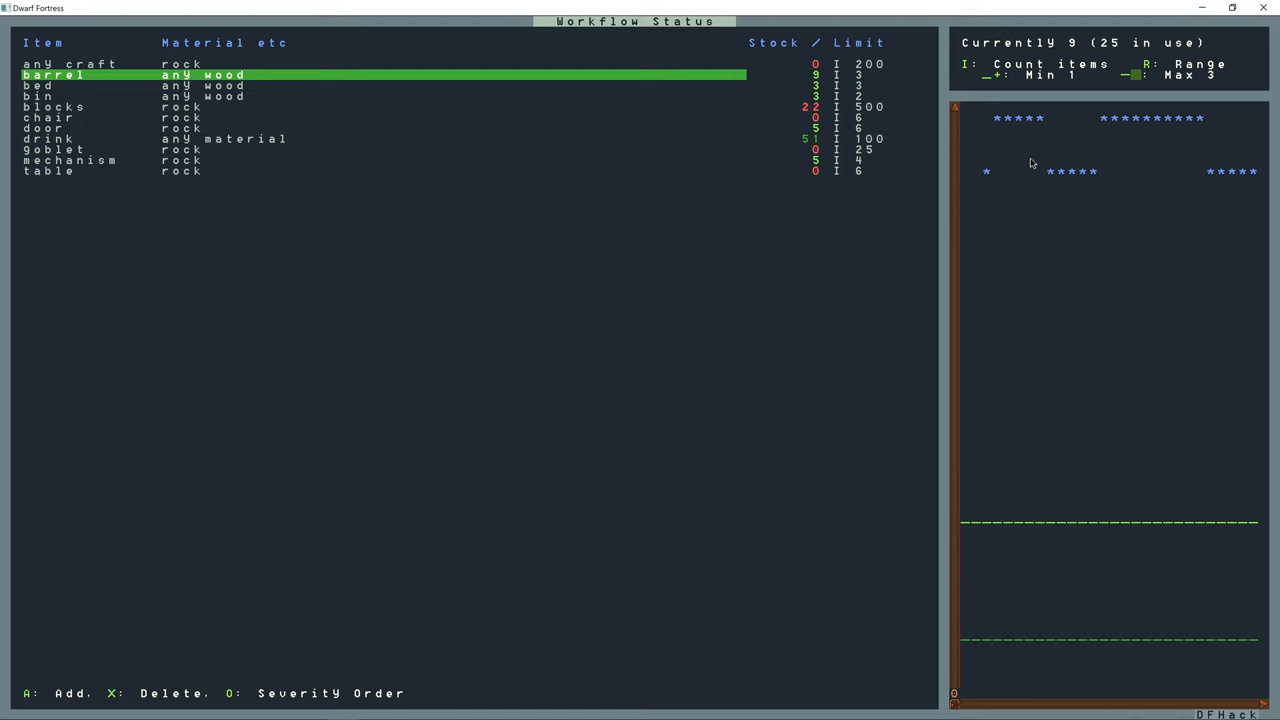 Dwarf Fortress
Workflow Status
Item Material etc Stock / Limit
any craft rock 0 I 200
barrel any wood 9 I 3
bed any wood 3 I 3
bin any wood 3 I 2
blocks rock 22 I 500
chair rock 0 I 6
door rock 5 I 6
drink any material 51 I 100
goblet rock 0 I 25
mechanism rock 5 I 4
table rock 0 I 6
A: Add, X: Delete, O: Severity Order
Currently 9 (25 in use)
I: Count items R: Range
-+: Min 1 -: Max 3
***** **********
* ***** *****
0
DFHack